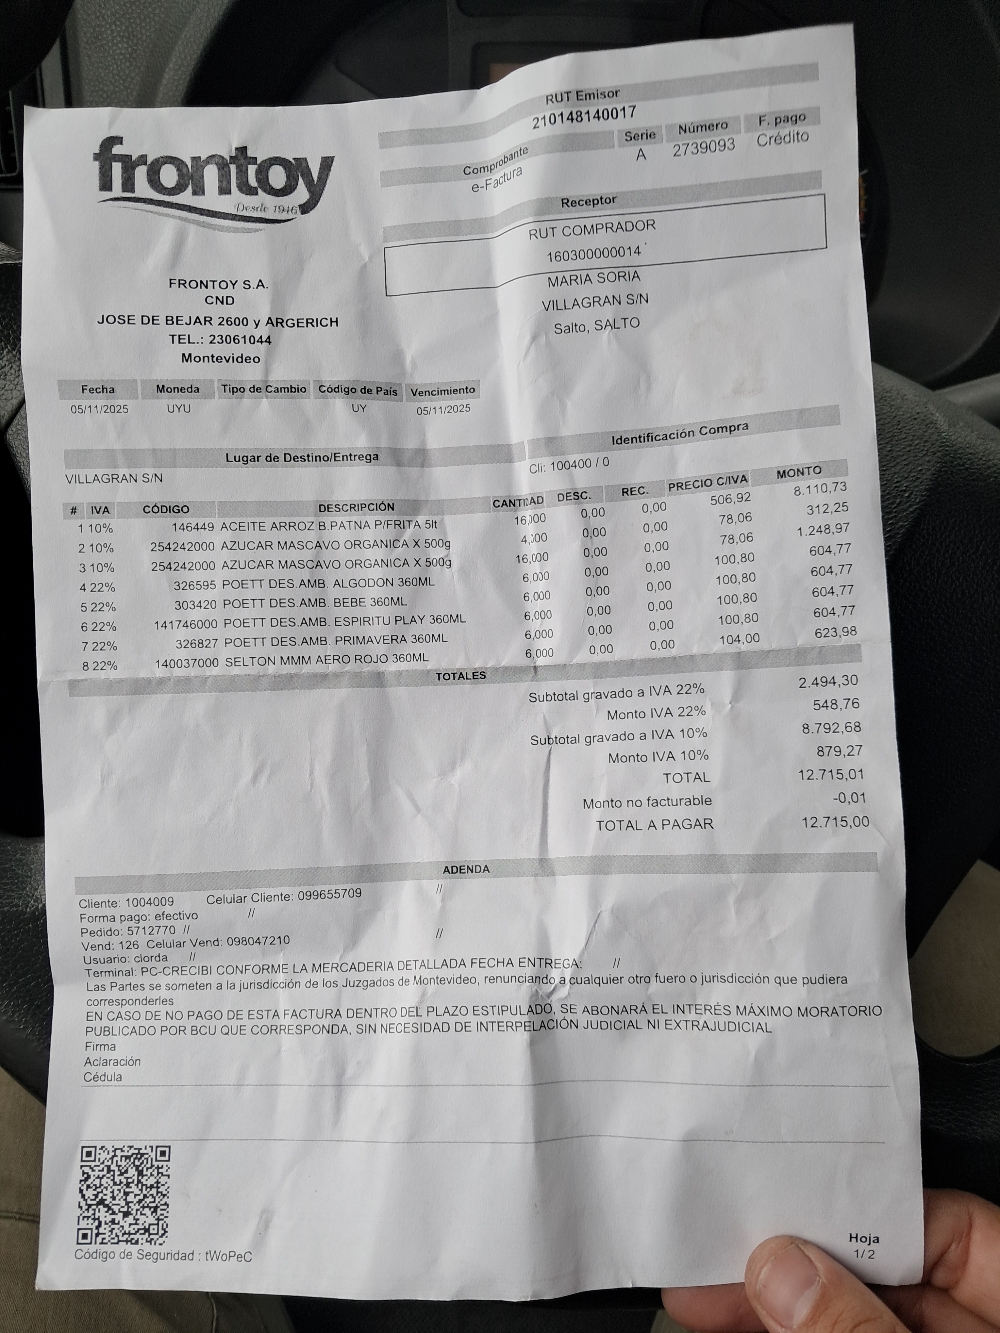 frontoy
Desde 1946
RUT Emisor
210148140017
Comprobante Serie Número F. pago
e-Factura A 2739093 Crédito
Receptor
RUT COMPRADOR
160300000014
MARIA SORIA
VILLAGRAN S/N
Salto, SALTO
FRONTOY S.A.
CND
JOSE DE BEJAR 2600 y ARGERICH
TEL.: 23061044
Montevideo
Fecha Moneda Tipo de Cambio Código de País Vencimiento
05/11/2025 UYU UY 05/11/2025
Lugar de Destino/Entrega Identificación Compra
VILLAGRAN S/N Cli: 100400 / 0
# IVA CÓDIGO DESCRIPCIÓN CANTIDAD DESC. REC. PRECIO C/IVA MONTO
1 10% 146449 ACEITE ARROZ B.PATNA P/FRITA 5lt 16,000 0,00 0,00 506,92 8.110,73
2 10% 254242000 AZUCAR MASCAVO ORGANICA X 500g 4,000 0,00 0,00 78,06 312,25
3 10% 254242000 AZUCAR MASCAVO ORGANICA X 500g 16,000 0,00 0,00 78,06 1.248,97
4 22% 326595 POETT DES.AMB. ALGODON 360ML 6,000 0,00 0,00 100,80 604,77
5 22% 303420 POETT DES.AMB. BEBE 360ML 6,000 0,00 0,00 100,80 604,77
6 22% 141746000 POETT DES.AMB. ESPIRITU PLAY 360ML 6,000 0,00 0,00 100,80 604,77
7 22% 326827 POETT DES.AMB. PRIMAVERA 360ML 6,000 0,00 0,00 100,80 604,77
8 22% 140037000 SELTON MMM AERO ROJO 360ML 6,000 0,00 0,00 104,00 623,98
TOTALES
Subtotal gravado a IVA 22% 2.494,30
Monto IVA 22% 548,76
Subtotal gravado a IVA 10% 8.792,68
Monto IVA 10% 879,27
TOTAL 12.715,01
Monto no facturable -0,01
TOTAL A PAGAR 12.715,00
ADENDA
Cliente: 1004009 Celular Cliente: 099655709 //
Forma pago: efectivo //
Pedido: 5712770 //
Vend: 126 Celular Vend: 098047210 //
Usuario: clorda //
Terminal: PC-CRECIBI CONFORME LA MERCADERIA DETALLADA FECHA ENTREGA: //
Las Partes se someten a la jurisdicción de los Juzgados de Montevideo, renunciando a cualquier otro fuero o jurisdicción que pudiera
corresponderles
EN CASO DE NO PAGO DE ESTA FACTURA DENTRO DEL PLAZO ESTIPULADO, SE ABONARÁ EL INTERÉS MÁXIMO MORATORIO
PUBLICADO POR BCU QUE CORRESPONDA, SIN NECESIDAD DE INTERPELACIÓN JUDICIAL NI EXTRAJUDICIAL
Firma
Aclaración
Cédula
Código de Seguridad : tWoPeC
Hoja
1/ 2